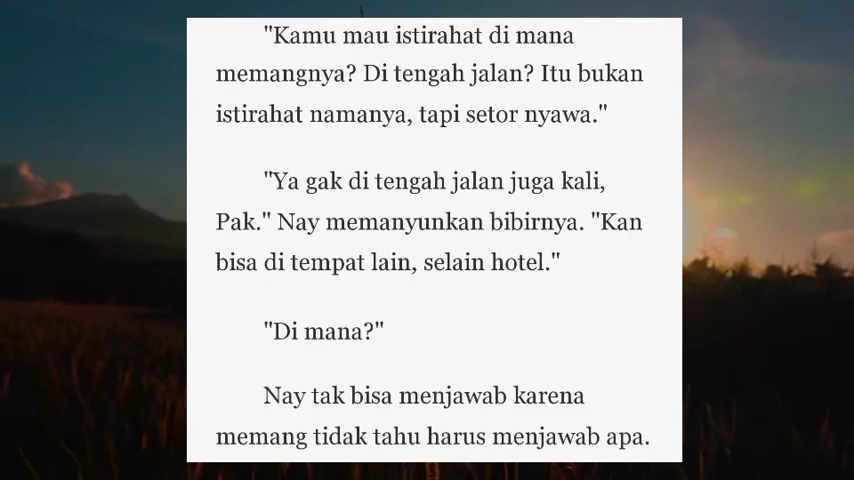 "Kamu mau istirahat di mana
memangnya? Di tengah jalan? Itu bukan
istirahat namanya, tapi setor nyawa."
"Ya gak di tengah jalan juga kali,
Pak." Nay memanyunkan bibirnya. "Kan
bisa di tempat lain, selain hotel."
"Di mana?"
Nay tak bisa menjawab karena
memang tidak tahu harus menjawab apa.